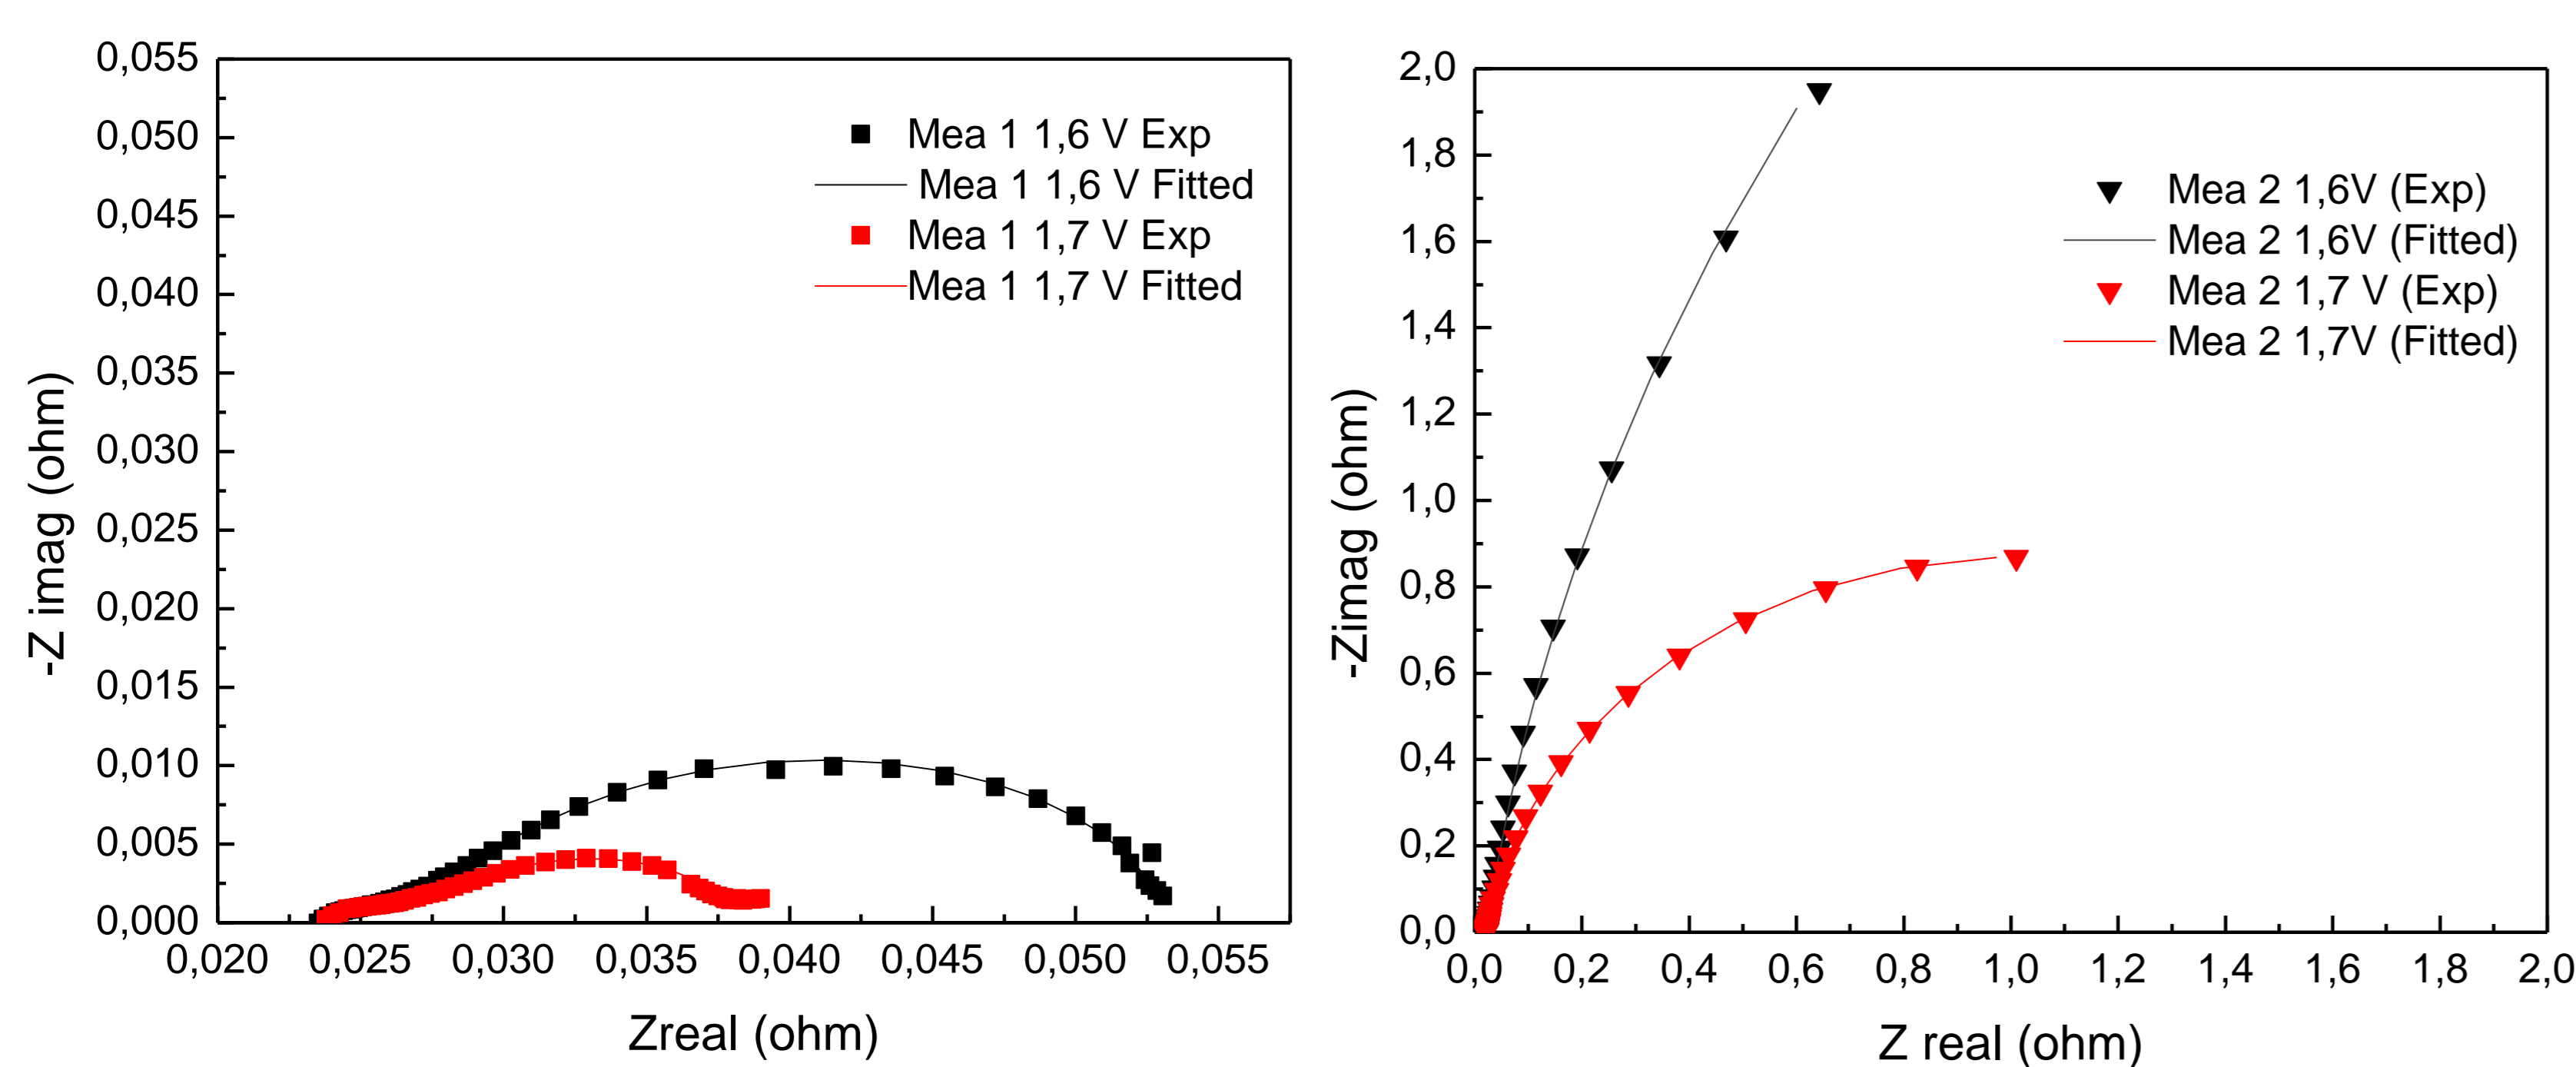 0,055
0,050
0,045
0,040
0,035
0,030
0,025
0,020
0,015
0,010
0,005
0,000
-Z imag (ohm)
Mea 1 1,6 V Exp
Mea 1 1,6 V Fitted
Mea 1 1,7 V Exp
Mea 1 1,7 V Fitted
0,020 0,025 0,030 0,035 0,040 0,045 0,050 0,055
Zreal (ohm)
2,0
1,8
1,6
1,4
1,2
1,0
0,8
0,6
0,4
0,2
0,0
-Zimag (ohm)
Mea 2 1,6V (Exp)
Mea 2 1,6V (Fitted)
Mea 2 1,7 V (Exp)
Mea 2 1,7V (Fitted)
0,0 0,2 0,4 0,6 0,8 1,0 1,2 1,4 1,6 1,8 2,0
Z real (ohm)